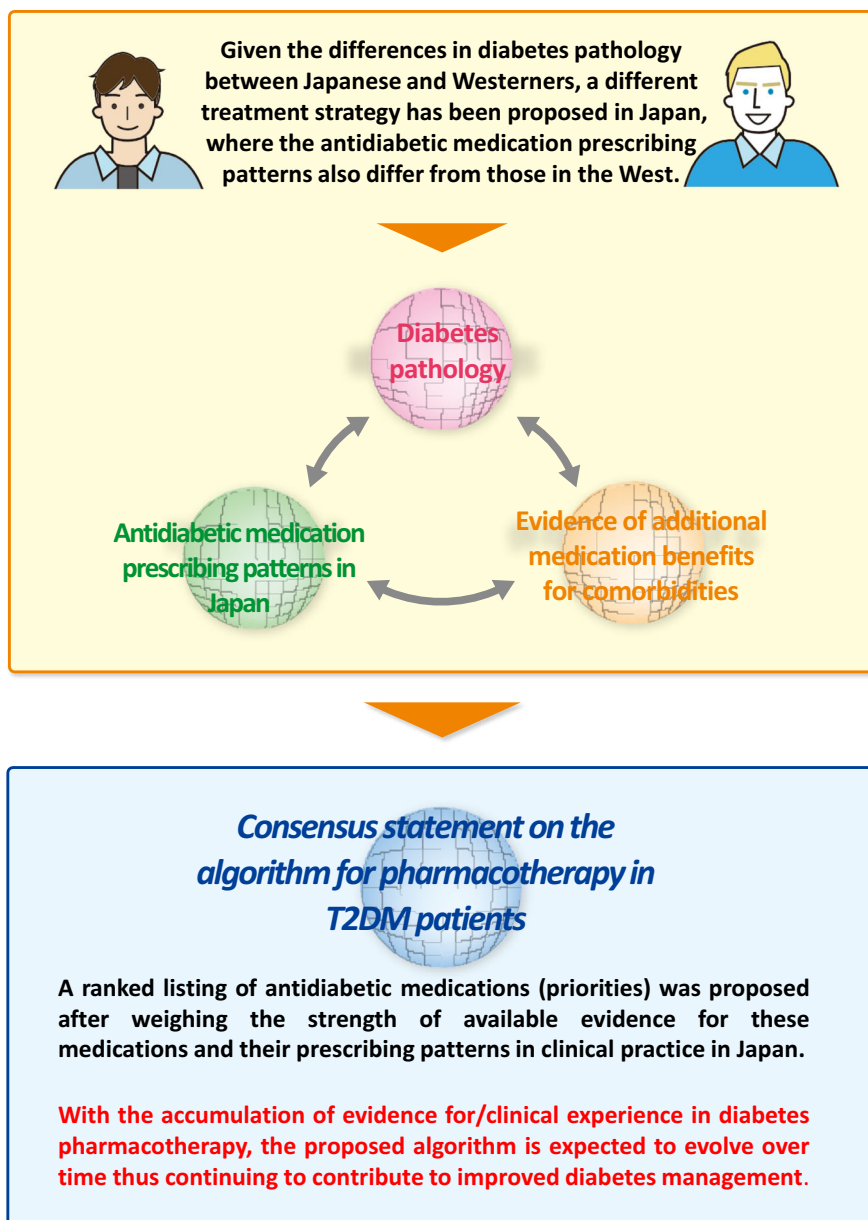 Given the differences in diabetes pathology
between Japanese and Westerners, a different
treatment strategy has been proposed in Japan,
where the antidiabetic medication prescribing
patterns also differ from those in the West.
Diabetes
pathology
Antidiabetic medication
prescribing patterns in
Japan
Evidence of additional
medication benefits
for comorbidities
Consensus statement on the
algorithm for pharmacotherapy in
T2DM patients
A ranked listing of antidiabetic medications (priorities) was proposed
after weighing the strength of available evidence for these
medications and their prescribing patterns in clinical practice in Japan.
With the accumulation of evidence for/clinical experience in diabetes
pharmacotherapy, the proposed algorithm is expected to evolve over
time thus continuing to contribute to improved diabetes management.